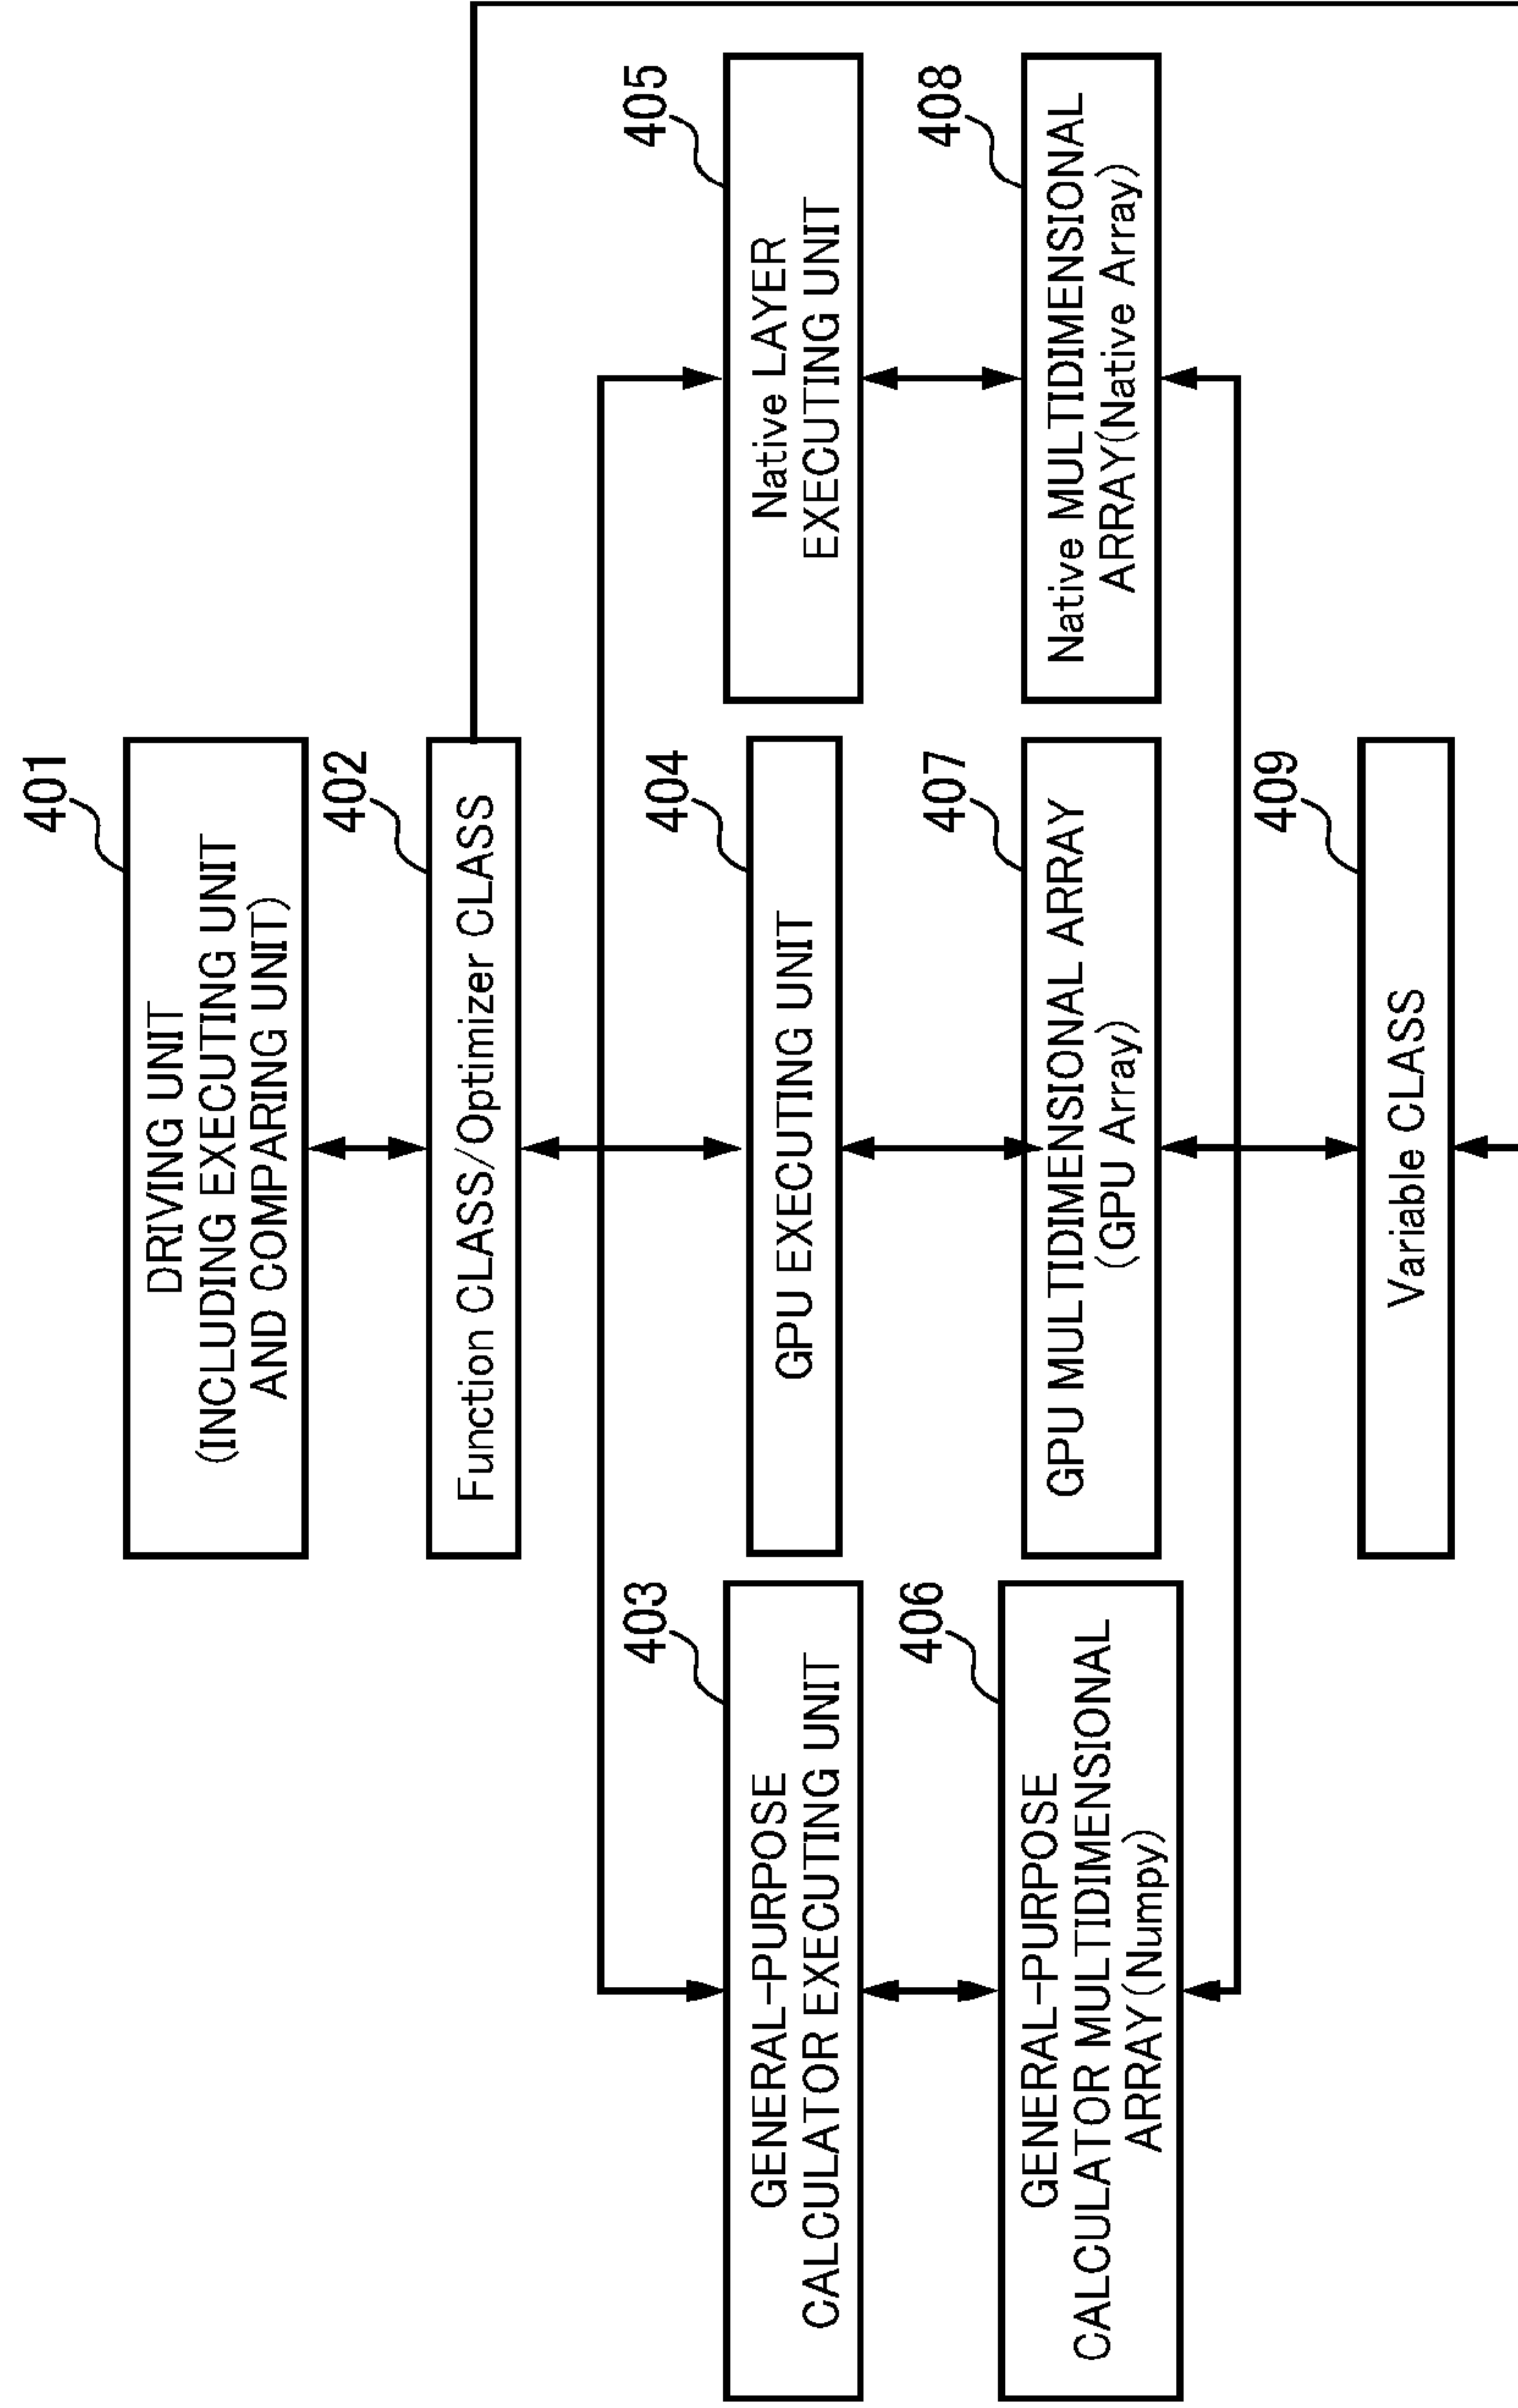 401
DRIVING UNIT
(INCLUDING EXECUTING UNIT
AND COMPARING UNIT)
402
Function CLASS/Optimizer CLASS
403
GENERAL-PURPOSE
CALCULATOR EXECUTING UNIT
404
GPU EXECUTING UNIT
405
Native LAYER
EXECUTING UNIT
406
GENERAL-PURPOSE
CALCULATOR MULTIDIMENSIONAL
ARRAY(Numpy)
407
GPU MULTIDIMENSIONAL ARRAY
(GPU Array)
408
Native MULTIDIMENSIONAL
ARRAY(Native Array)
409
Variable CLASS